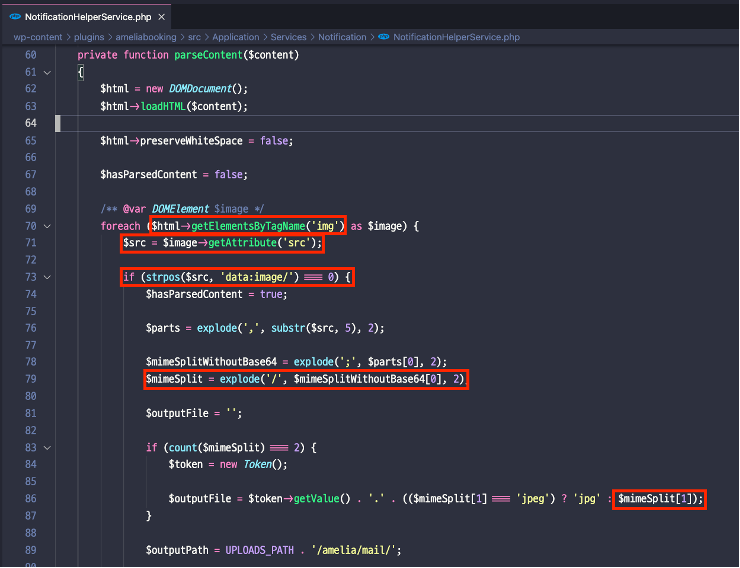 NotificationHelperService.php ×
wp-content > plugins > ameliabooking > src > Application > Services > Notification > NotificationHelperService.php
60 private function parseContent($content)
61 {
62 $html = new DOMDocument();
63 $html->loadHTML($content);
64
65 $html->preserveWhiteSpace = false;
66
67 $hasParsedContent = false;
68
69 /** @var DOMElement $image */
70 foreach ($html->getElementsByTagName('img') as $image) {
71 $src = $image->getAttribute('src');
72
73 if (strpos($src, 'data:image/') === 0) {
74 $hasParsedContent = true;
75
76 $parts = explode(',', substr($src, 5), 2);
77
78 $mimeSplitWithoutBase64 = explode(';', $parts[0], 2);
79 $mimeSplit = explode('/', $mimeSplitWithoutBase64[0], 2)
80
81 $outputFile = '';
82
83 if (count($mimeSplit) === 2) {
84 $token = new Token();
85
86 $outputFile = $token->getValue() . '.' . (($mimeSplit[1] === 'jpeg') ? 'jpg' : $mimeSplit[1]);
87 }
88
89 $outputPath = UPLOADS_PATH . '/amelia/mail/';
90